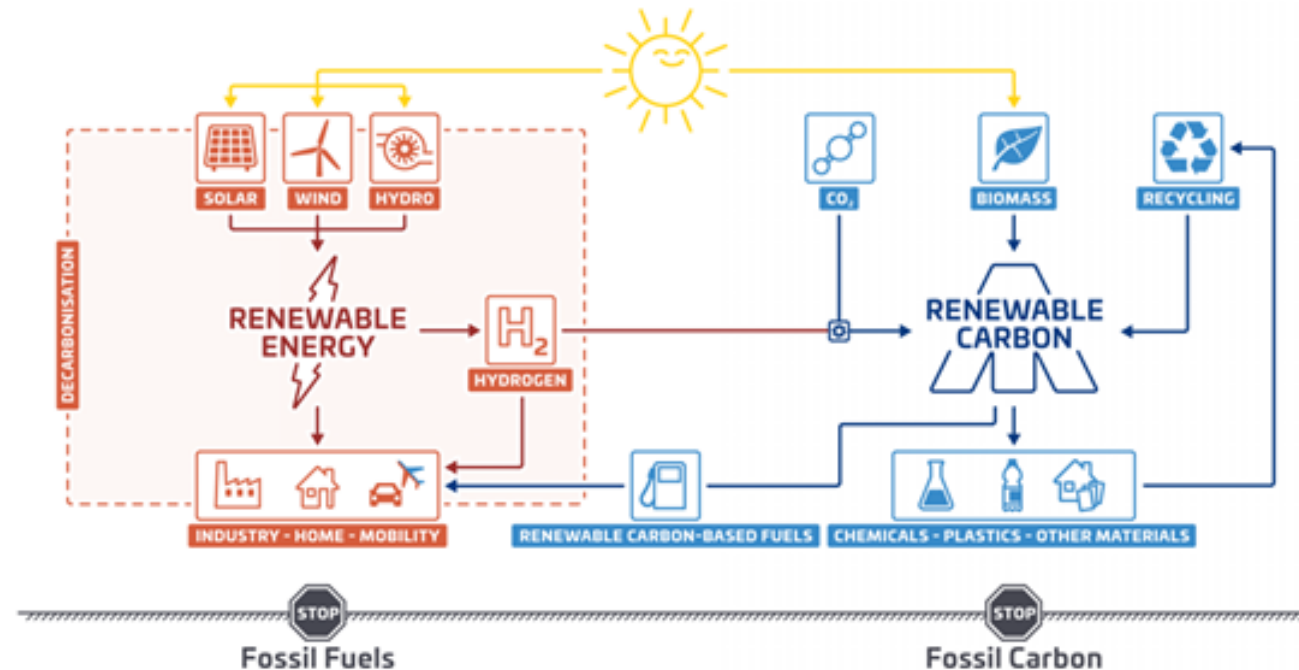 SOLAR
WIND
HYDRO
CO₂
BIOMASS
RECYCLING
DECARBONISATION
RENEWABLE
ENERGY
H₂
HYDROGEN
RENEWABLE
CARBON
INDUSTRY - HOME - MOBILITY
RENEWABLE CARBON-BASED FUELS
CHEMICALS - PLASTICS - OTHER MATERIALS
STOP
Fossil Fuels
STOP
Fossil Carbon